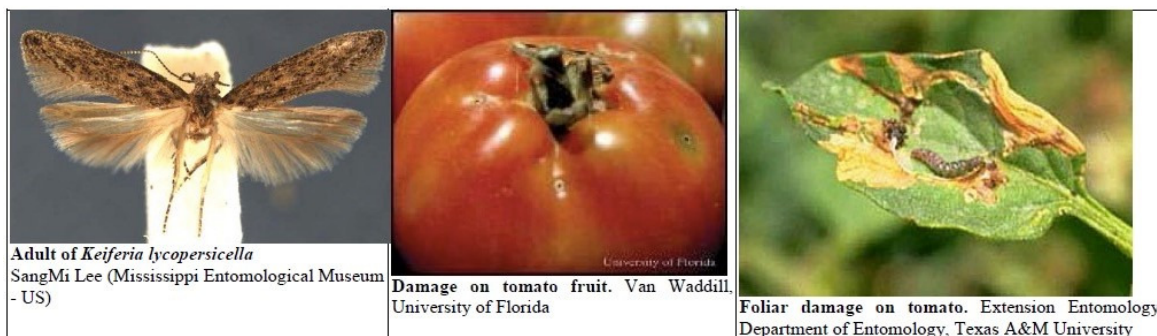 Adult of Keiferia lycopersicella
SangMi Lee (Mississippi Entomological Museum
- US)
University of Florida
Damage on tomato fruit. Van Waddill,
University of Florida
Foliar damage on tomato. Extension Entomology
Department of Entomology, Texas A&M University